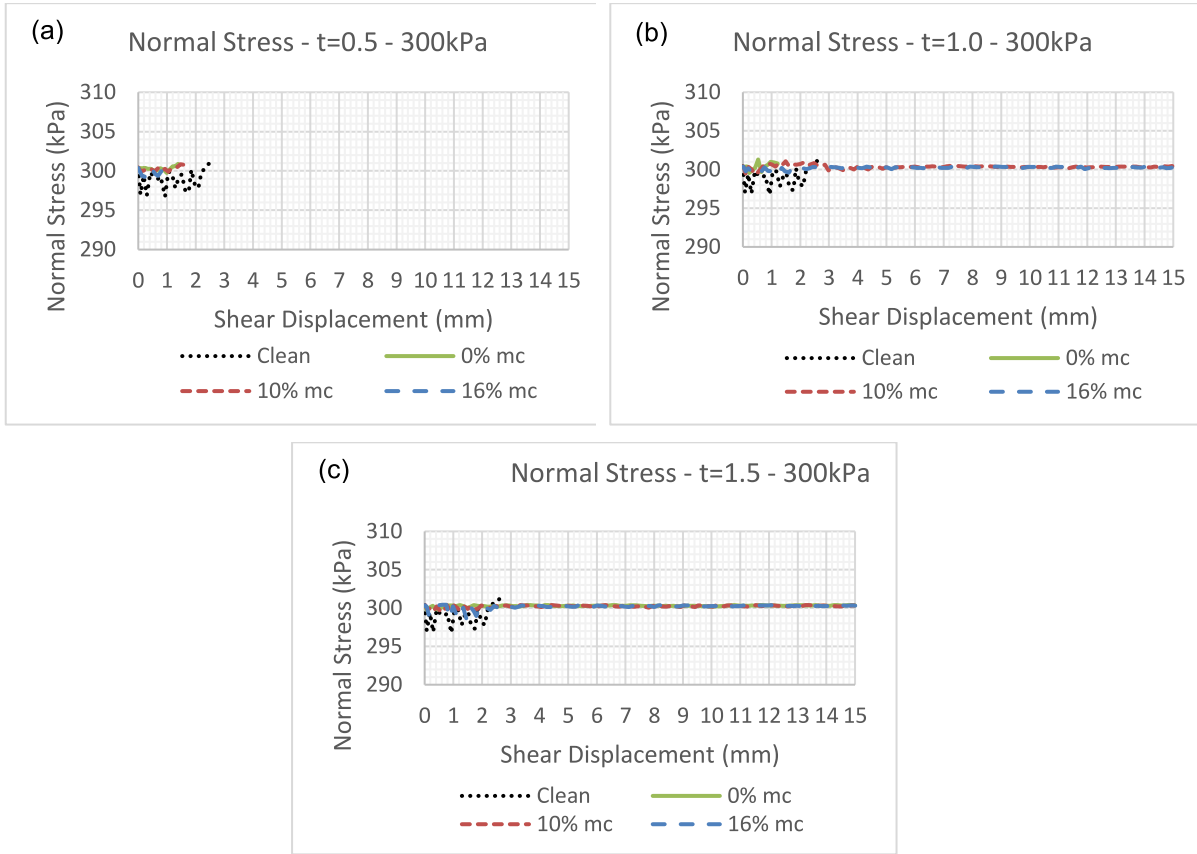 (a)
Normal Stress - t=0.5 - 300kPa
Normal Stress (kPa)
310
305
300
295
290
0 1 2 3 4 5 6 7 8 9 10 11 12 13 14 15
Shear Displacement (mm)
Clean 0% mc
10% mc 16% mc
(b)
Normal Stress - t=1.0 - 300kPa
Normal Stress (kPa)
310
305
300
295
290
0 1 2 3 4 5 6 7 8 9 10 11 12 13 14 15
Shear Displacement (mm)
Clean 0% mc
10% mc 16% mc
(c)
Normal Stress - t=1.5 - 300kPa
Normal Stress (kPa)
310
305
300
295
290
0 1 2 3 4 5 6 7 8 9 10 11 12 13 14 15
Shear Displacement (mm)
Clean 0% mc
10% mc 16% mc